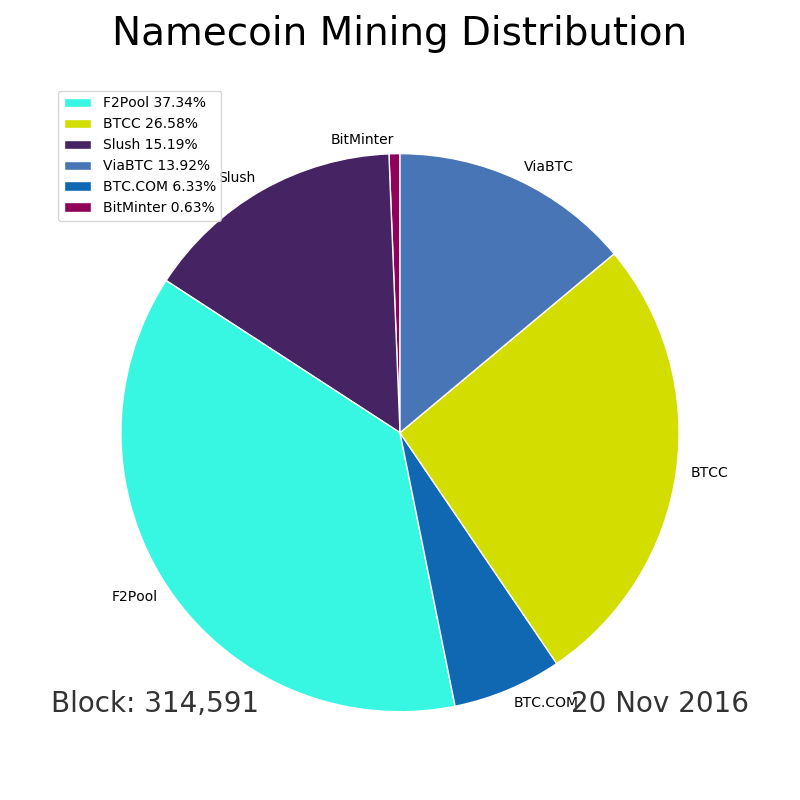 Namecoin Mining Distribution
F2Pool 37.34%
BTCC 26.58%
Slush 15.19%
ViaBTC 13.92%
BTC.COM 6.33%
BitMinter 0.63%
BitMinter
ViaBTC
Slush
BTCC
F2Pool
BTC.COM
Block: 314,591
20 Nov 2016